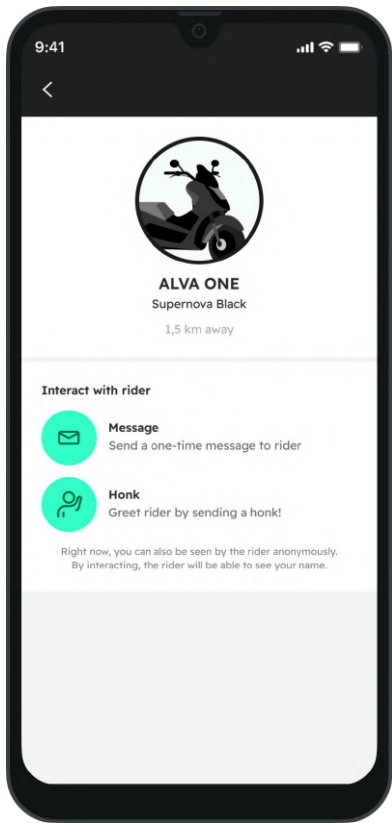 9:41
ALVA ONE
Supernova Black
1,5 km away
Interact with rider
Message
Send a one-time message to rider
Honk
Greet rider by sending a honk!
Right now, you can also be seen by the rider anonymously.
By interacting, the rider will be able to see your name.